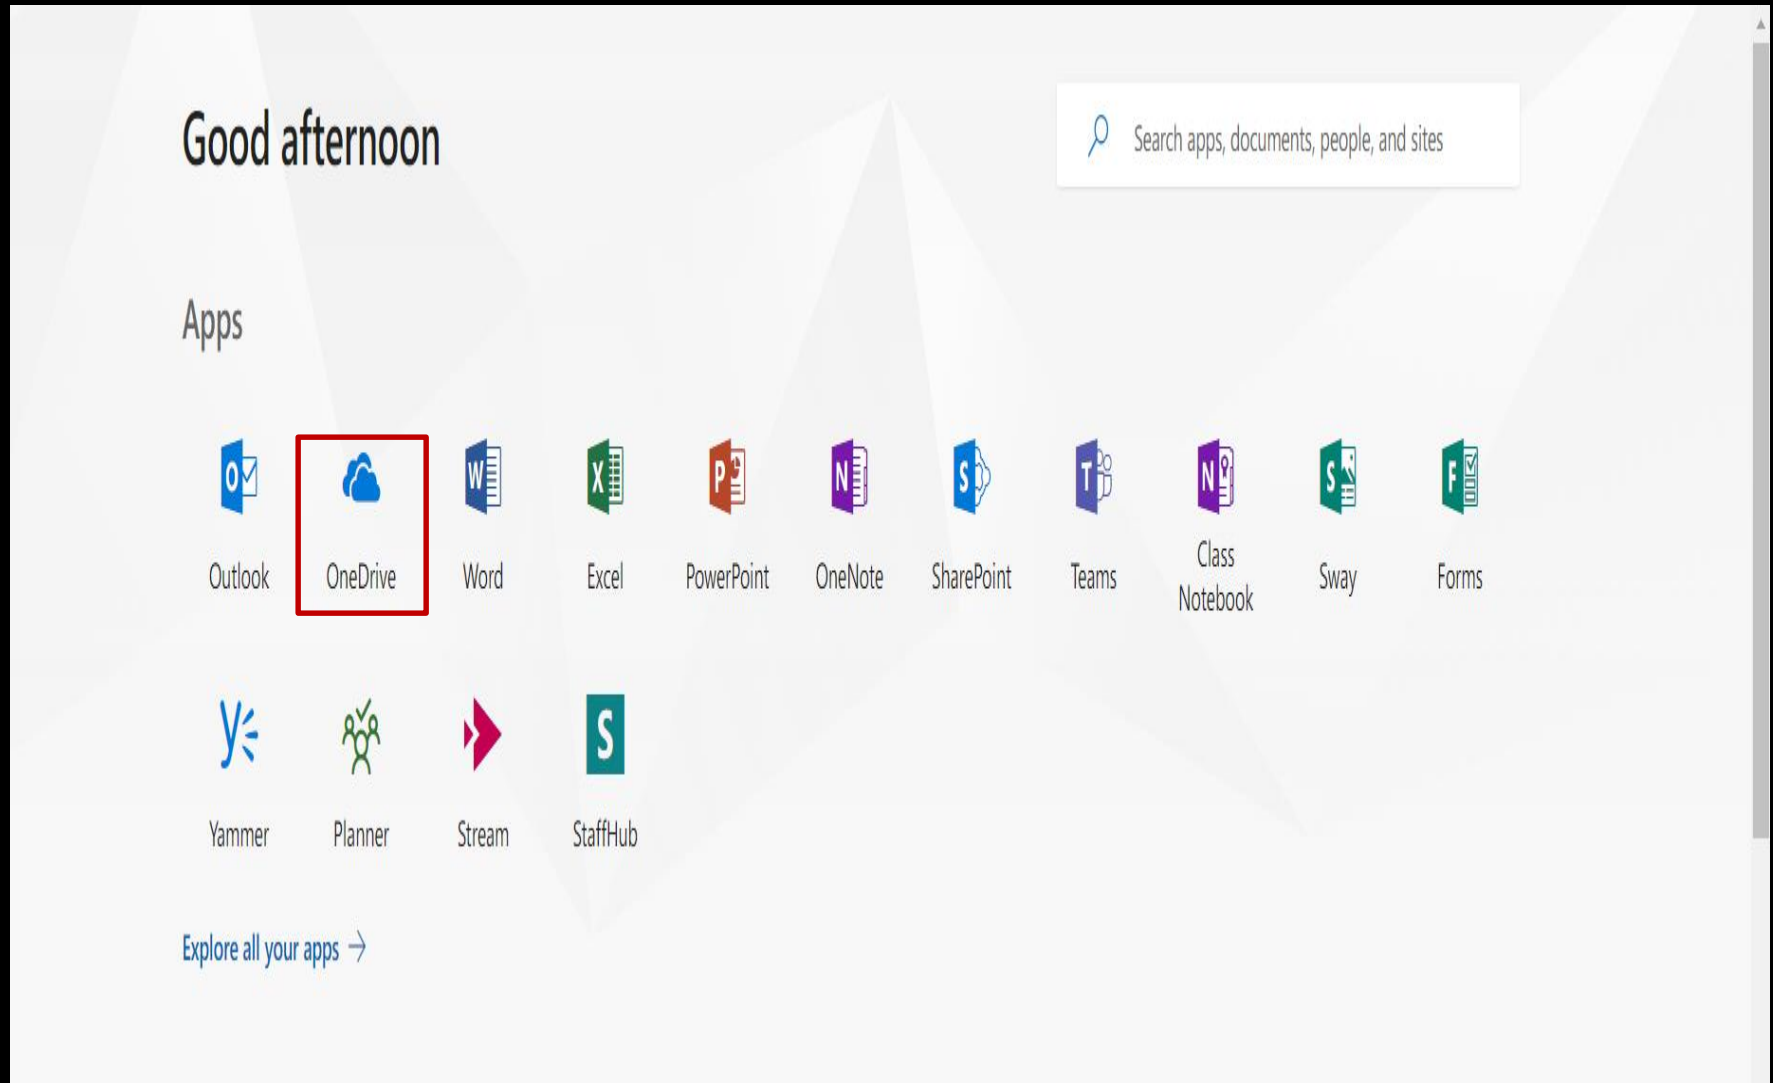 Good afternoon
Search apps, documents, people, and sites
Apps
Outlook
OneDrive
Word
Excel
PowerPoint
OneNote
SharePoint
Teams
Class
Notebook
Sway
Forms
Yammer
Planner
Stream
StaffHub
Explore all your apps →